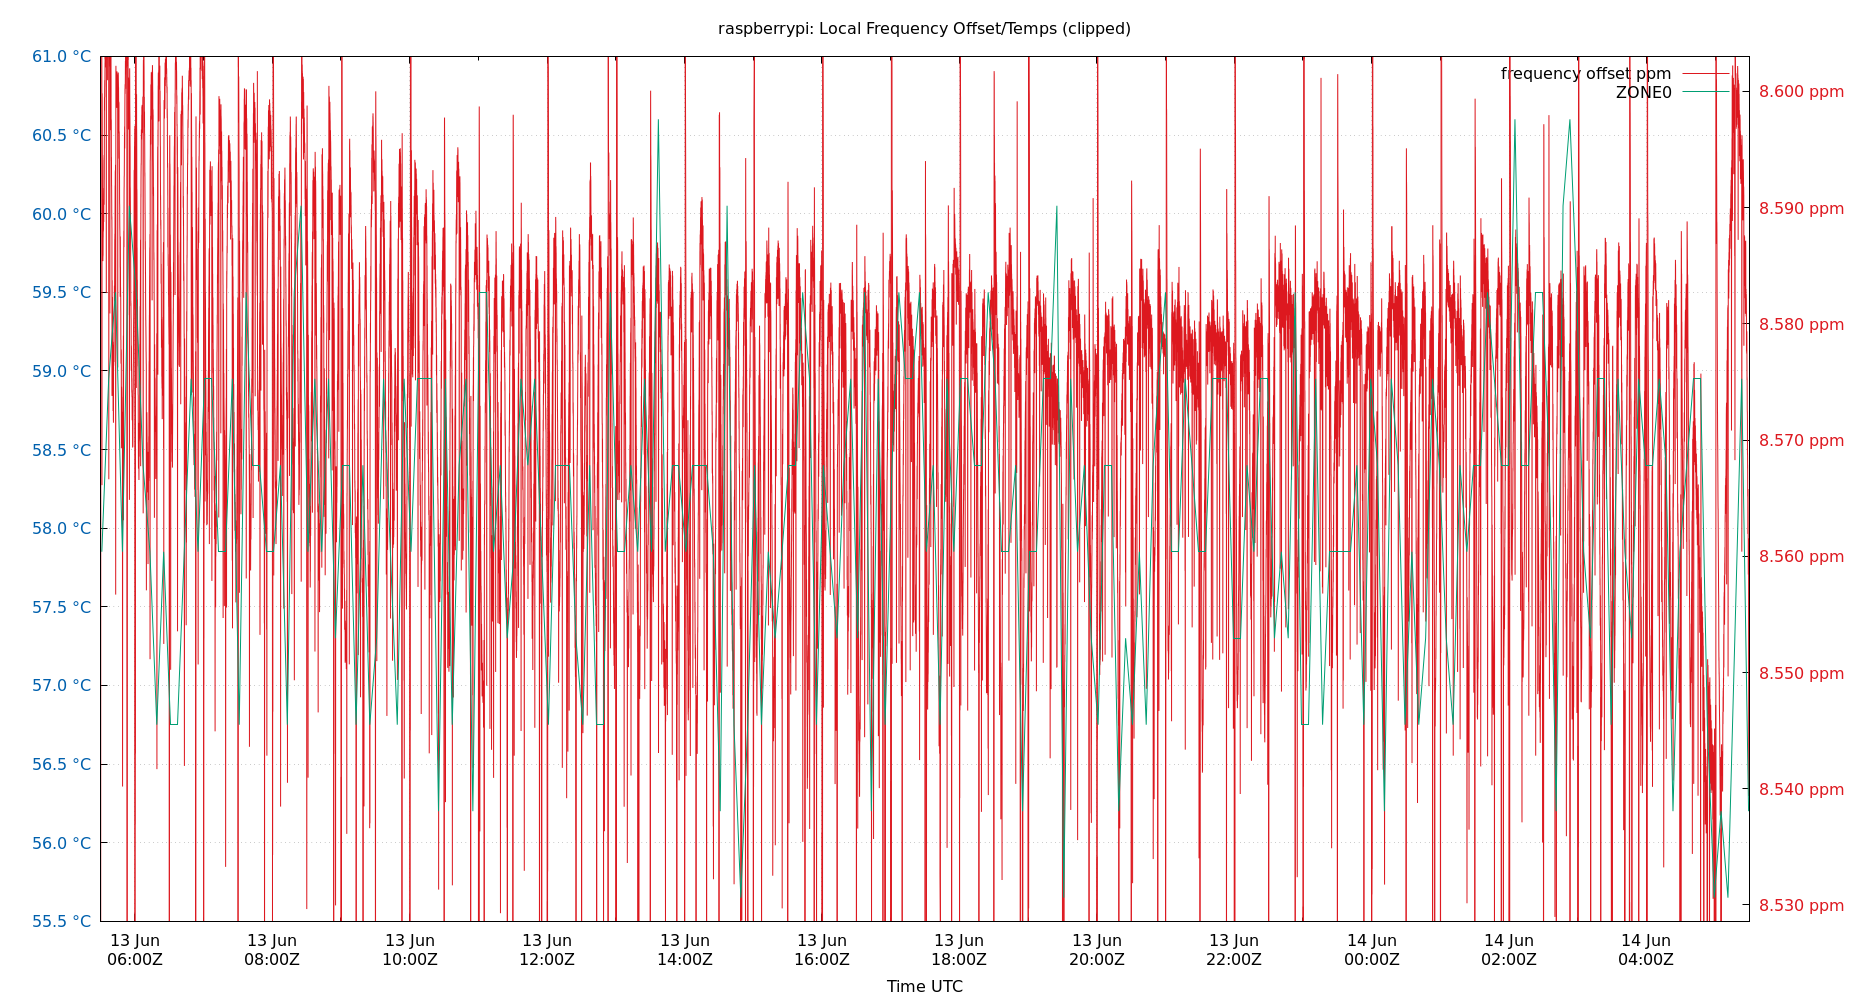 raspberrypi: Local Frequency Offset/Temps (clipped)
61.0 °C
60.5 °C
60.0 °C
59.5 °C
59.0 °C
58.5 °C
58.0 °C
57.5 °C
57.0 °C
56.5 °C
56.0 °C
55.5 °C
frequency offset ppm
ZONE0
8.600 ppm
8.590 ppm
8.580 ppm
8.570 ppm
8.560 ppm
8.550 ppm
8.540 ppm
8.530 ppm
13 Jun 13 Jun 13 Jun 13 Jun 13 Jun 13 Jun 13 Jun 13 Jun 13 Jun 14 Jun 14 Jun 14 Jun
06:00Z 08:00Z 10:00Z 12:00Z 14:00Z 16:00Z 18:00Z 20:00Z 22:00Z 00:00Z 02:00Z 04:00Z
Time UTC